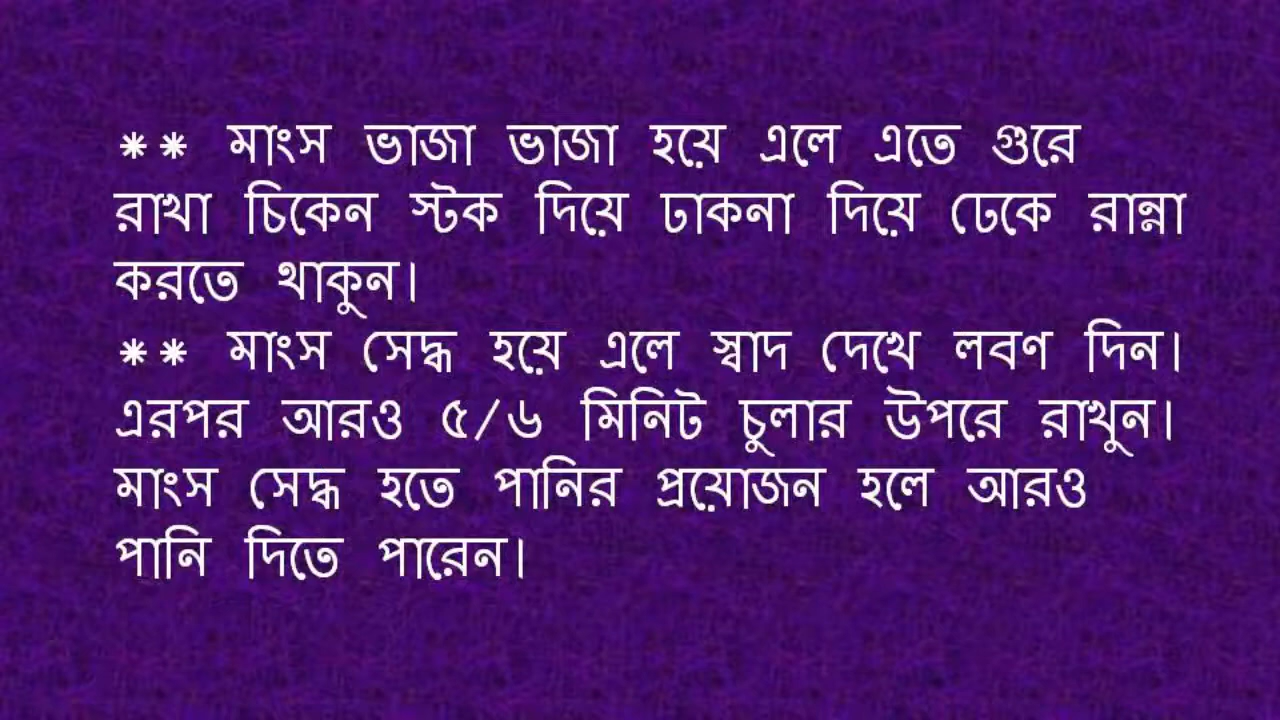 ** মাংস ভাজা ভাজা হয়ে এলে এতে গুরে
রাখা চিকেন স্টক দিয়ে ঢাকনা দিয়ে ঢেকে রান্না
করতে থাকুন।
** মাংস সেদ্ধ হয়ে এলে স্বাদ দেখে লবণ দিন।
এরপর আরও ৫/৬ মিনিট চুলার উপরে রাখুন।
মাংস সেদ্ধ হতে পানির প্রয়োজন হলে আরও
পানি দিতে পারেন।